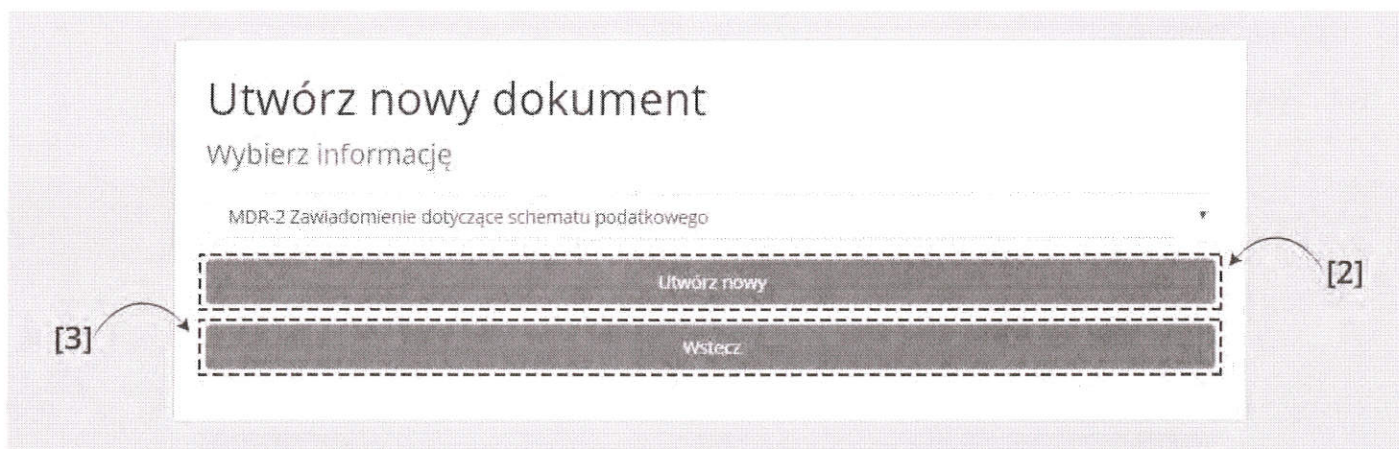 Utwórz nowy dokument
Wybierz informację
MDR-2 Zawiadomienie dotyczące schematu podatkowego
Utwórz nowy
[2]
[3]
Wstecz